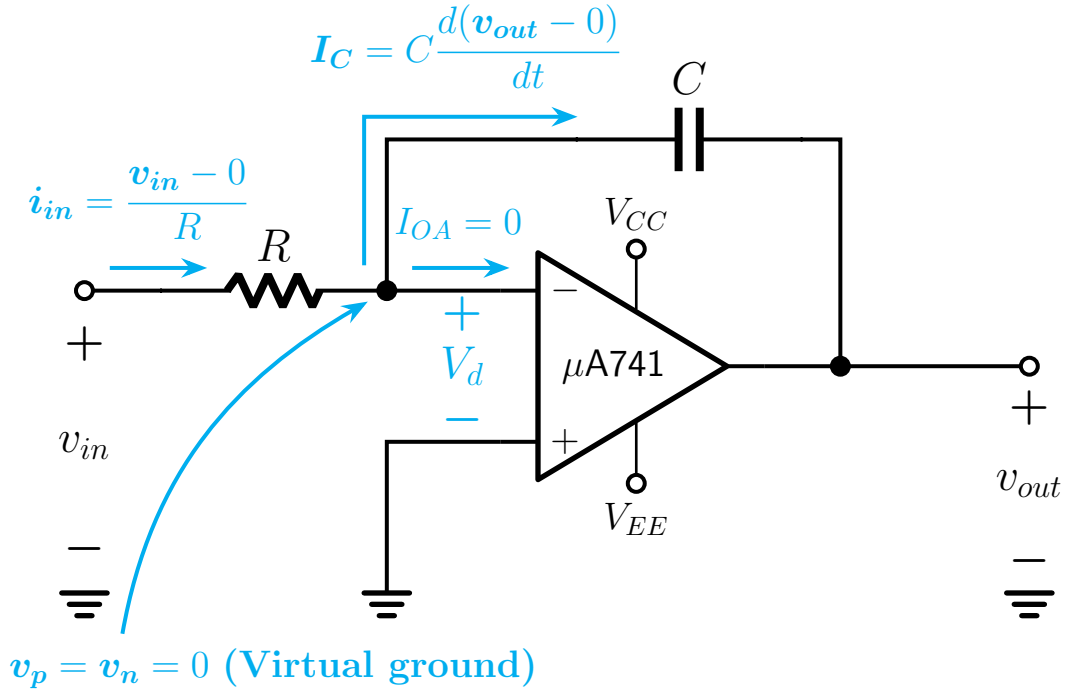 I_C = C d(v_out − 0)/dt
C
i_in = (v_in − 0)/R
R
I_OA = 0
V_CC
−
+
V_d
−
μA741
+
+
v_in
−
V_EE
+
v_out
−
v_p = v_n = 0 (Virtual ground)